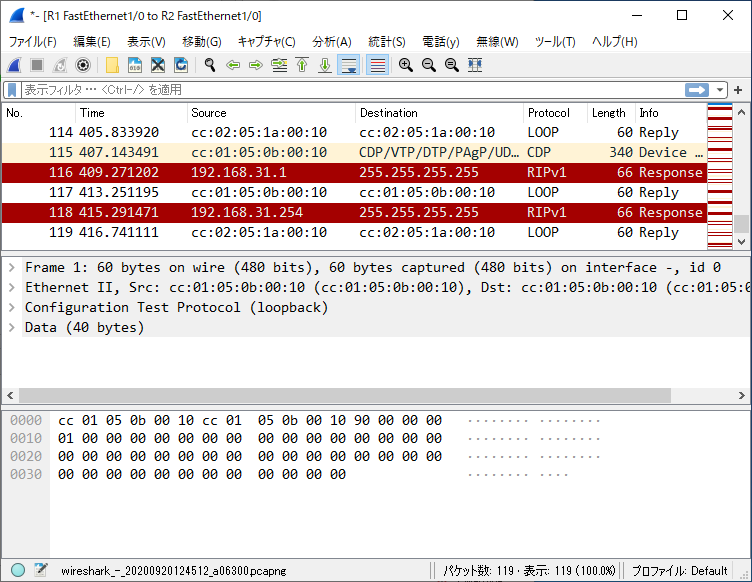 *- [R1 FastEthernet1/0 to R2 FastEthernet1/0]
ファイル(F) 編集(E) 表示(V) 移動(G) キャプチャ(C) 分析(A) 統計(S) 電話(y) 無線(W) ツール(T) ヘルプ(H)
表示フィルタ … <Ctrl-/> を適用
No. Time Source Destination Protocol Length Info
114 405.833920 cc:02:05:1a:00:10 cc:02:05:1a:00:10 LOOP 60 Reply
115 407.143491 cc:01:05:0b:00:10 CDP/VTP/DTP/PAgP/UD… CDP 340 Device …
116 409.271202 192.168.31.1 255.255.255.255 RIPv1 66 Response
117 413.251195 cc:01:05:0b:00:10 cc:01:05:0b:00:10 LOOP 60 Reply
118 415.291471 192.168.31.254 255.255.255.255 RIPv1 66 Response
119 416.741111 cc:02:05:1a:00:10 cc:02:05:1a:00:10 LOOP 60 Reply
Frame 1: 60 bytes on wire (480 bits), 60 bytes captured (480 bits) on interface -, id 0
Ethernet II, Src: cc:01:05:0b:00:10 (cc:01:05:0b:00:10), Dst: cc:01:05:0b:00:10 (cc:01:05:0
Configuration Test Protocol (loopback)
Data (40 bytes)
0000 cc 01 05 0b 00 10 cc 01 05 0b 00 10 90 00 00 00 ········ ········
0010 01 00 00 00 00 00 00 00 00 00 00 00 00 00 00 00 ········ ········
0020 00 00 00 00 00 00 00 00 00 00 00 00 00 00 00 00 ········ ········
0030 00 00 00 00 00 00 00 00 00 00 00 00 ········ ····
wireshark_-_20200920124512_a06300.pcapng パケット数: 119 · 表示: 119 (100.0%) プロファイル: Default